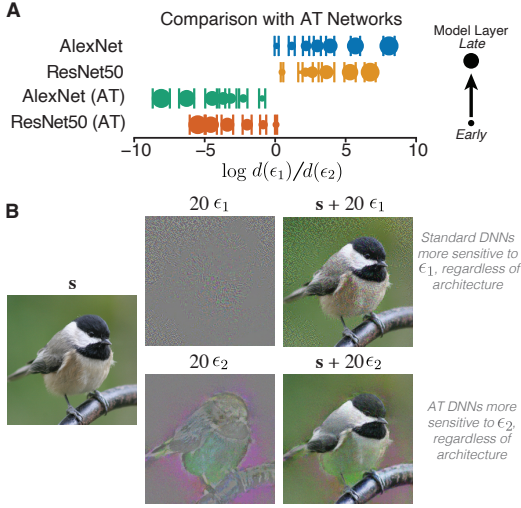 A
Comparison with AT Networks
AlexNet
ResNet50
AlexNet (AT)
ResNet50 (AT)
−10 −5 0 5 10
log d(ϵ₁)/d(ϵ₂)
Model Layer
Late
Early
B
s
20 ϵ₁
s + 20 ϵ₁
Standard DNNs
more sensitive to
ϵ₁, regardless of
architecture
20 ϵ₂
s + 20ϵ₂
AT DNNs more
sensitive to ϵ₂,
regardless of
architecture